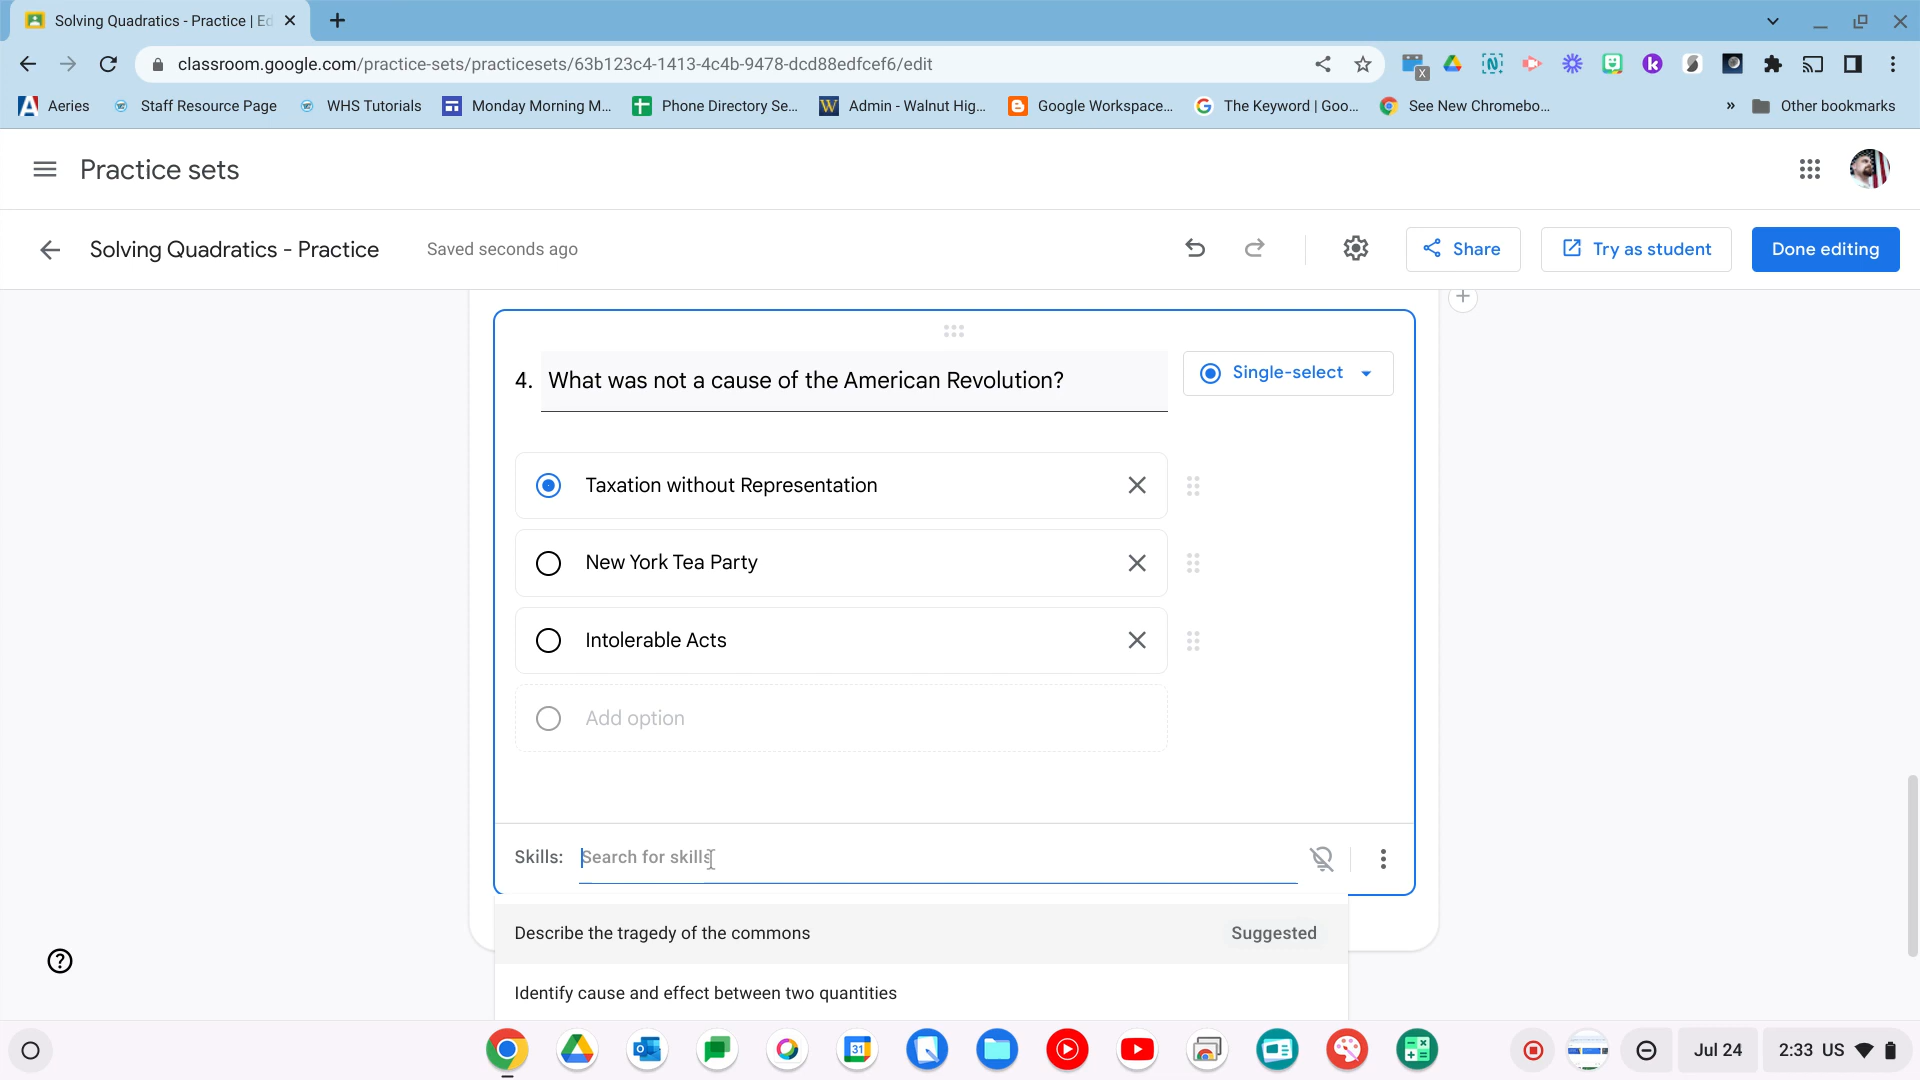 Solving Quadratics - Practice | Ed
classroom.google.com/practice-sets/practicesets/63b123c4-1413-4c4b-9478-dcd88edfcef6/edit
X
Aeries Staff Resource Page WHS Tutorials Monday Morning M... Phone Directory Se... Admin - Walnut Hig... Google Workspace... The Keyword | Goo... See New Chromebo... » Other bookmarks
Practice sets
Solving Quadratics - Practice Saved seconds ago Share Try as student Done editing
4. What was not a cause of the American Revolution? Single-select
Taxation without Representation
New York Tea Party
Intolerable Acts
Add option
Skills: Search for skills
Describe the tragedy of the commons Suggested
Identify cause and effect between two quantities
31
Jul 24 2:33 US